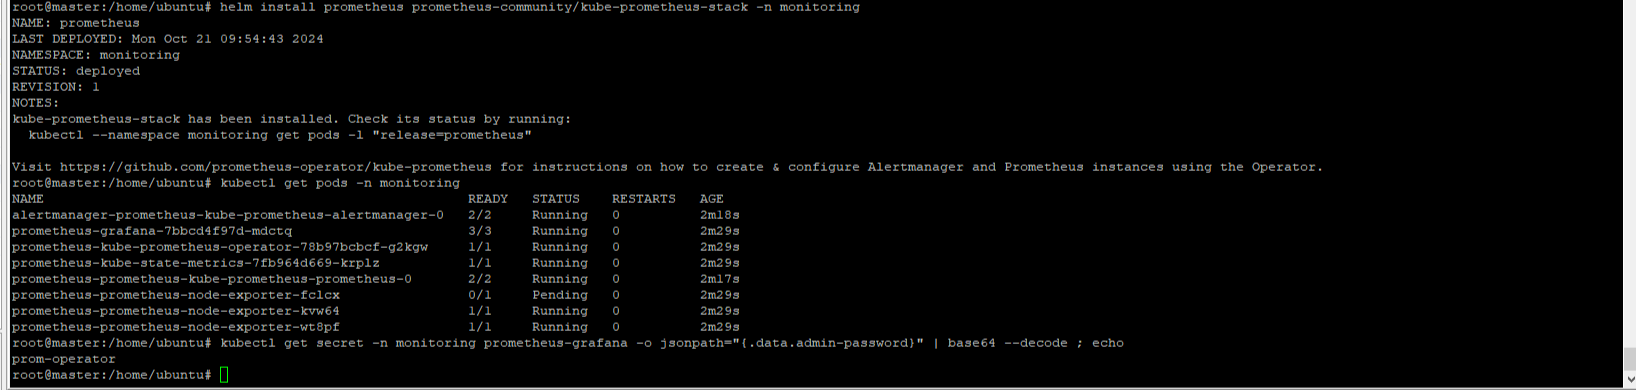 root@master:/home/ubuntu# helm install prometheus prometheus-community/kube-prometheus-stack -n monitoring
NAME: prometheus
LAST DEPLOYED: Mon Oct 21 09:54:43 2024
NAMESPACE: monitoring
STATUS: deployed
REVISION: 1
NOTES:
kube-prometheus-stack has been installed. Check its status by running:
  kubectl --namespace monitoring get pods -l "release=prometheus"

Visit https://github.com/prometheus-operator/kube-prometheus for instructions on how to create & configure Alertmanager and Prometheus instances using the Operator.
root@master:/home/ubuntu# kubectl get pods -n monitoring
NAME                                                     READY   STATUS    RESTARTS   AGE
alertmanager-prometheus-kube-prometheus-alertmanager-0   2/2     Running   0          2m18s
prometheus-grafana-7bbcd4f97d-mdctq                      3/3     Running   0          2m29s
prometheus-kube-prometheus-operator-78b97bcbcf-g2kgw     1/1     Running   0          2m29s
prometheus-kube-state-metrics-7fb964d669-krplz           1/1     Running   0          2m29s
prometheus-prometheus-kube-prometheus-prometheus-0       2/2     Running   0          2m17s
prometheus-prometheus-node-exporter-fclcx                0/1     Pending   0          2m29s
prometheus-prometheus-node-exporter-kvw64                1/1     Running   0          2m29s
prometheus-prometheus-node-exporter-wt8pf                1/1     Running   0          2m29s
root@master:/home/ubuntu# kubectl get secret -n monitoring prometheus-grafana -o jsonpath="{.data.admin-password}" | base64 --decode ; echo
prom-operator
root@master:/home/ubuntu#